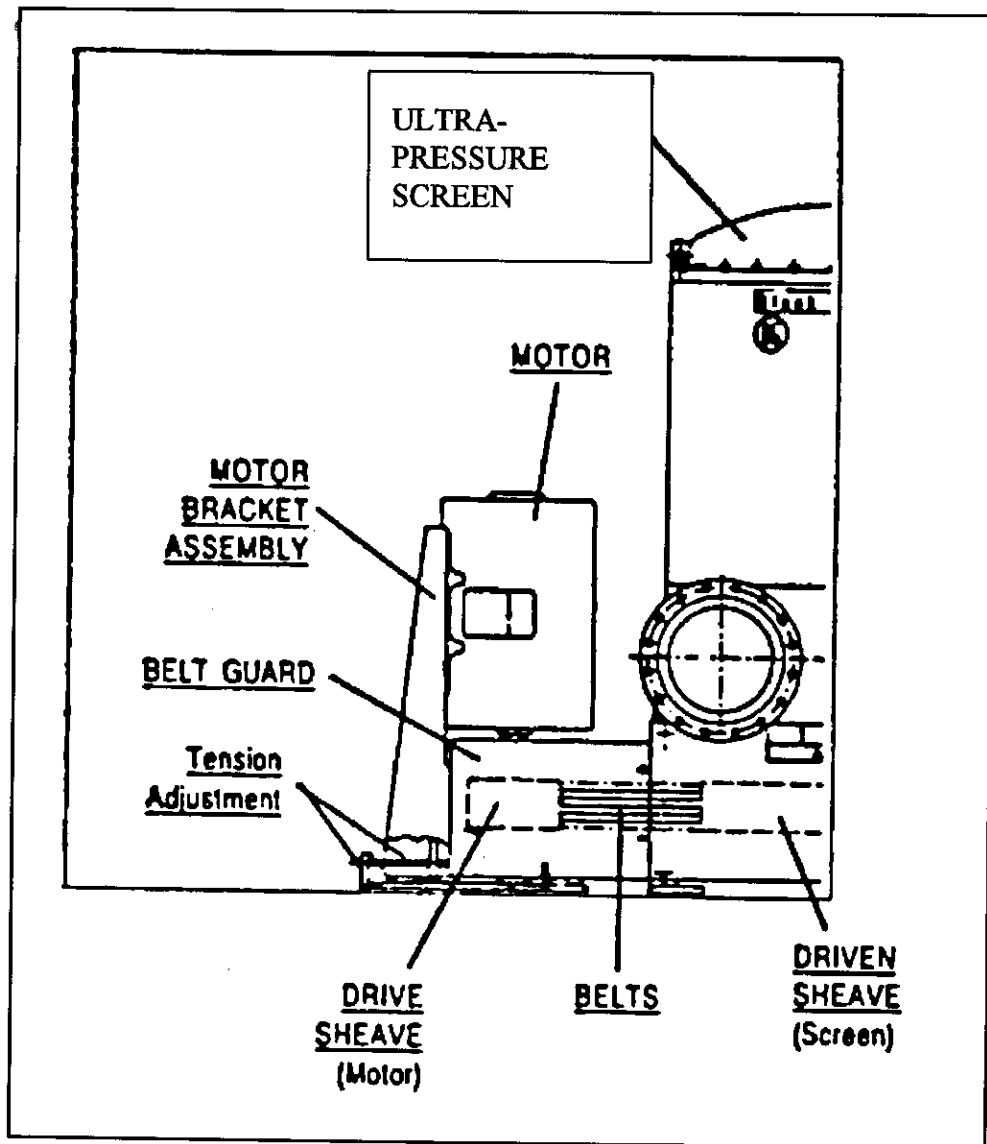 ULTRA-
PRESSURE
SCREEN
MOTOR
MOTOR
BRACKET
ASSEMBLY
BELT GUARD
Tension
Adjustment
DRIVE
SHEAVE
(Motor)
BELTS
DRIVEN
SHEAVE
(Screen)